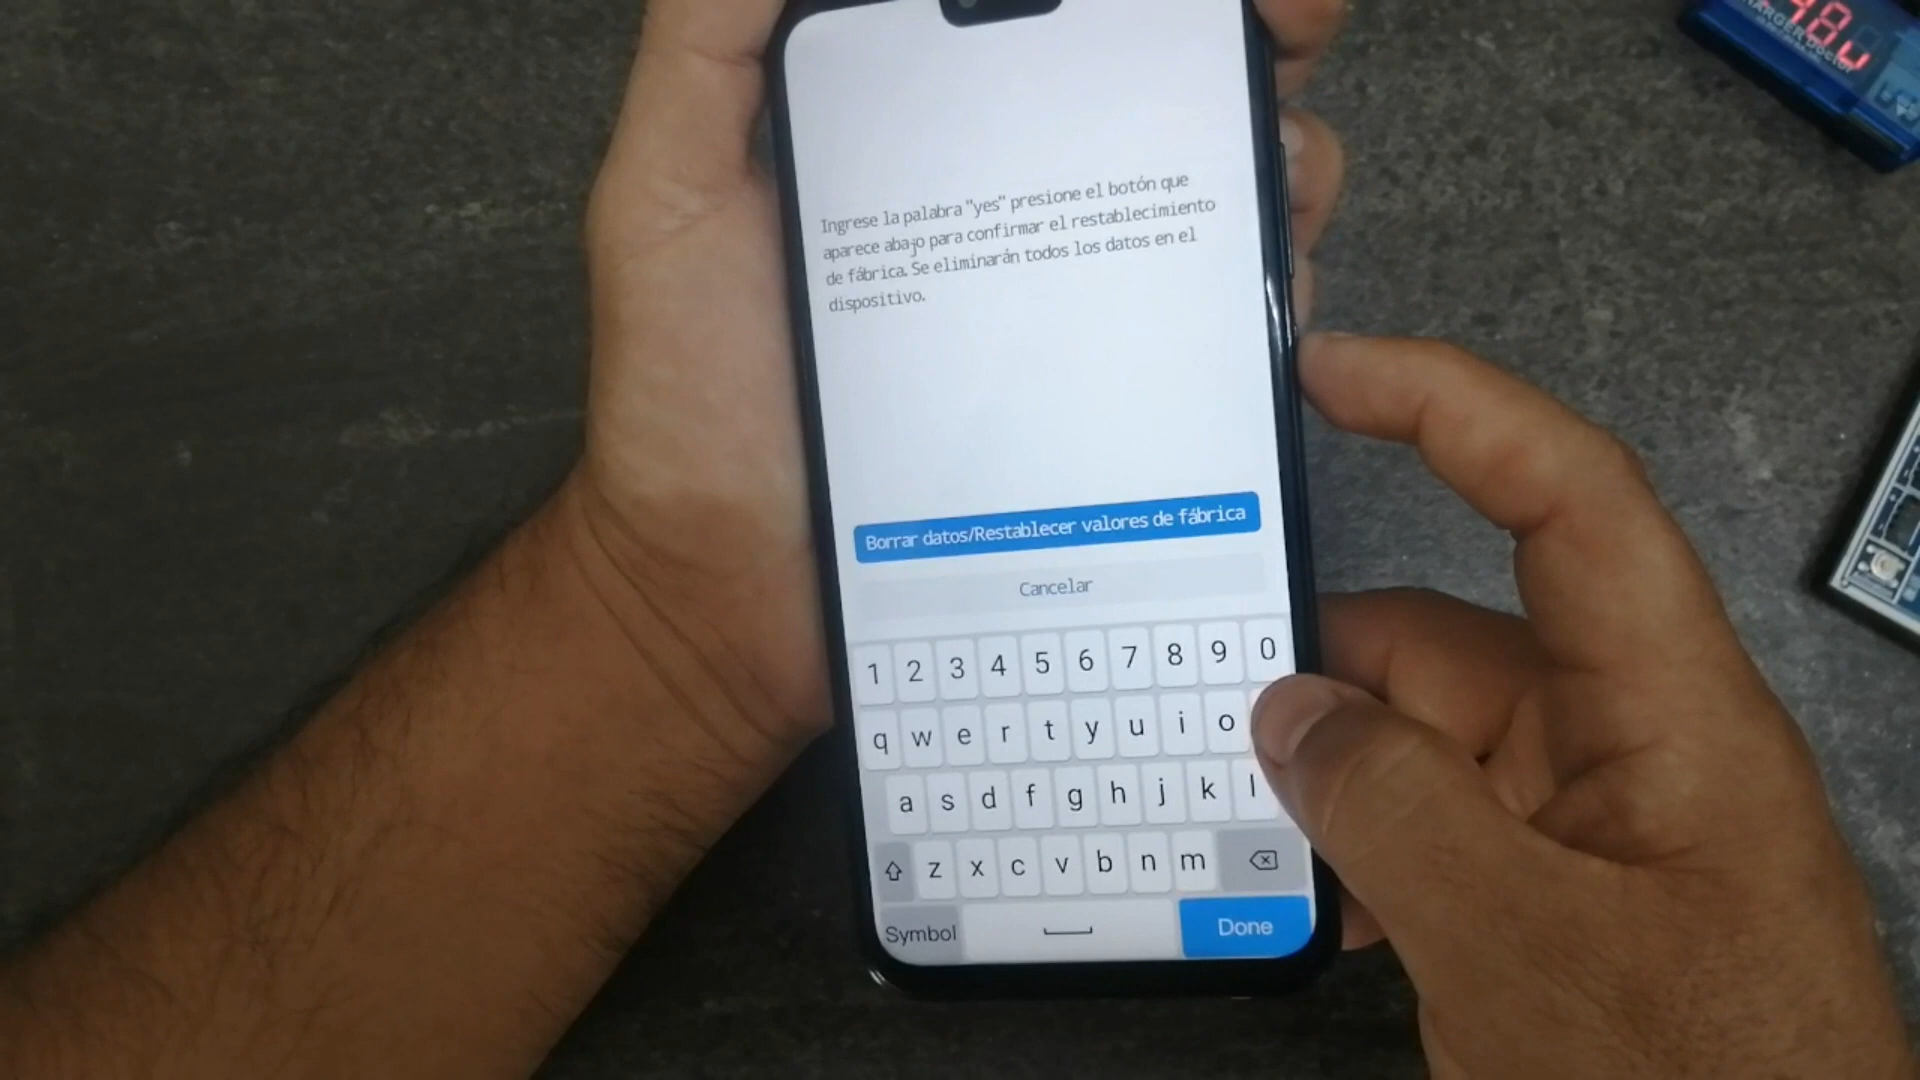 Ingrese la palabra "yes" presione el botón que
aparece abajo para confirmar el restablecimiento
de fábrica. Se eliminarán todos los datos en el
dispositivo.
Borrar datos/Restablecer valores de fábrica
Cancelar
1 2 3 4 5 6 7 8 9 0
q w e r t y u i o
a s d f g h j k l
z x c v b n m
Symbol Done